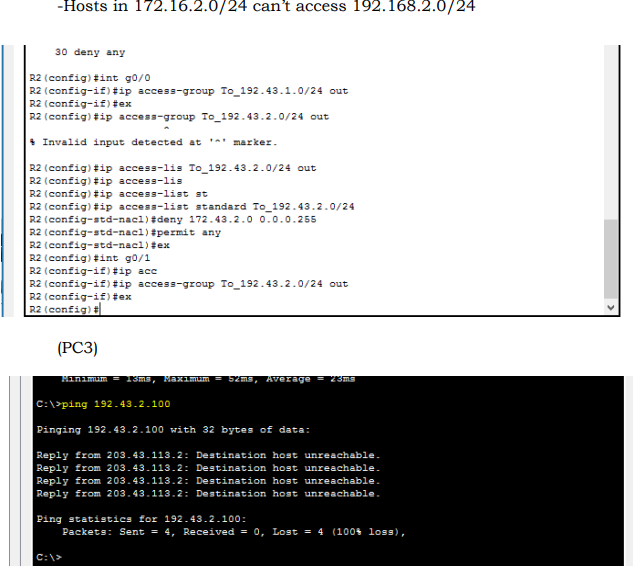 -Hosts in 172.16.2.0/24 can't access 192.168.2.0/24
30 deny any
R2(config)#int g0/0
R2(config-if)#ip access-group To_192.43.1.0/24 out
R2(config-if)#ex
R2(config)#ip access-group To_192.43.2.0/24 out
^
% Invalid input detected at '^' marker.
R2(config)#ip access-lis To_192.43.2.0/24 out
R2(config)#ip access-lis
R2(config)#ip access-list st
R2(config)#ip access-list standard To_192.43.2.0/24
R2(config-std-nacl)#deny 172.43.2.0 0.0.0.255
R2(config-std-nacl)#permit any
R2(config-std-nacl)#ex
R2(config)#int g0/1
R2(config-if)#ip acc
R2(config-if)#ip access-group To_192.43.2.0/24 out
R2(config-if)#ex
R2(config)#
(PC3)
Minimum = 13ms, Maximum = 52ms, Average = 23ms
C:\>ping 192.43.2.100
Pinging 192.43.2.100 with 32 bytes of data:
Reply from 203.43.113.2: Destination host unreachable.
Reply from 203.43.113.2: Destination host unreachable.
Reply from 203.43.113.2: Destination host unreachable.
Reply from 203.43.113.2: Destination host unreachable.
Ping statistics for 192.43.2.100:
Packets: Sent = 4, Received = 0, Lost = 4 (100% loss),
C:\>